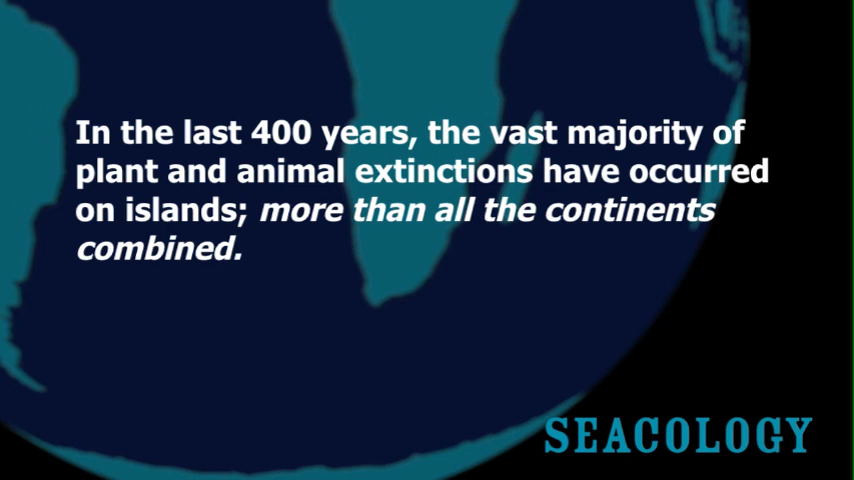 In the last 400 years, the vast majority of
plant and animal extinctions have occurred
on islands; more than all the continents
combined.
SEACOLOGY